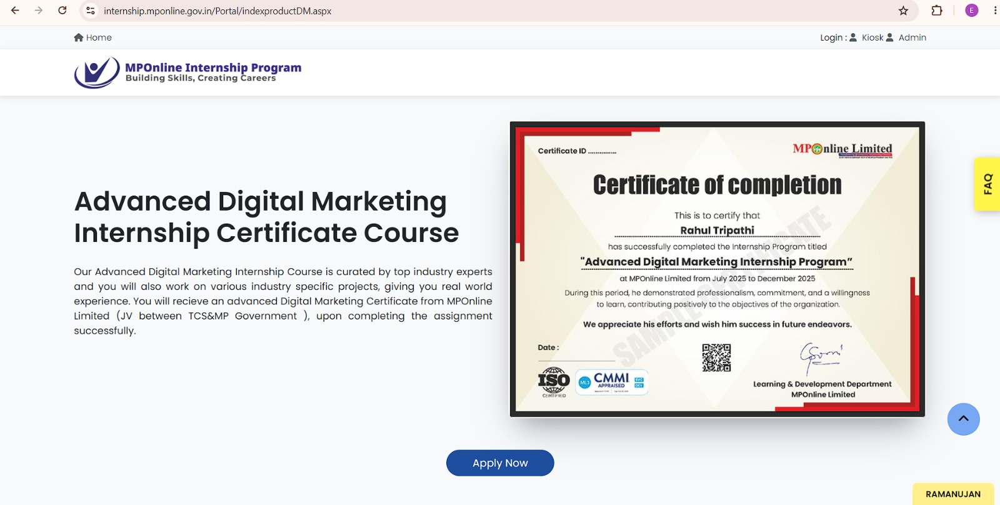 internship.mponline.gov.in/Portal/indexproductDM.aspx
E
Home
Login : Kiosk Admin
MPOnline Internship Program
Building Skills, Creating Careers
Advanced Digital Marketing
Internship Certificate Course
Our Advanced Digital Marketing Internship Course is curated by top industry experts
and you will also work on various industry specific projects, giving you real world
experience. You will recieve an advanced Digital Marketing Certificate from MPOnline
Limited (JV between TCS&MP Government ), upon completing the assignment
successfully.
Certificate ID ...............
MPOnline Limited
Certificate of completion
This is to certify that
Rahul Tripathi
has successfully completed the Internship Program titled
"Advanced Digital Marketing Internship Program”
at MPOnline Limited from July 2025 to December 2025
During this period, he demonstrated professionalism, commitment, and a willingness
to learn, contributing positively to the objectives of the organization.
We appreciate his efforts and wish him success in future endeavors.
SAMPLE CERTIFICATE
Date :
ISO
CERTIFIED
ML3
CMMI
APPRAISED
SVC
DEV
Learning & Development Department
MPOnline Limited
FAQ
Apply Now
RAMANUJAN